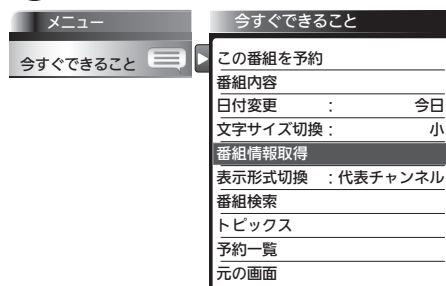 メニュー
今すぐできること
今すぐできること
この番組を予約
番組内容
日付変更 : 今日
文字サイズ切換 : 小
番組情報取得
表示形式切換 : 代表チャンネル
番組検索
トピックス
予約一覧
元の画面